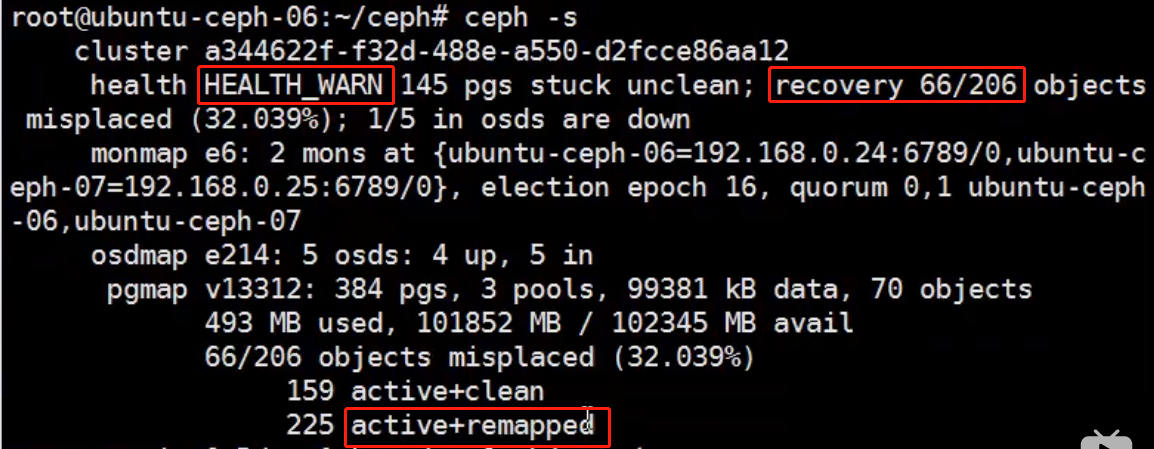 root@ubuntu-ceph-06:~/ceph# ceph -s
cluster a344622f-f32d-488e-a550-d2fcce86aa12
health HEALTH_WARN 145 pgs stuck unclean; recovery 66/206 objects
misplaced (32.039%); 1/5 in osds are down
monmap e6: 2 mons at {ubuntu-ceph-06=192.168.0.24:6789/0,ubuntu-c
eph-07=192.168.0.25:6789/0}, election epoch 16, quorum 0,1 ubuntu-ceph
-06,ubuntu-ceph-07
osdmap e214: 5 osds: 4 up, 5 in
pgmap v13312: 384 pgs, 3 pools, 99381 kB data, 70 objects
493 MB used, 101852 MB / 102345 MB avail
66/206 objects misplaced (32.039%)
159 active+clean
225 active+remapped